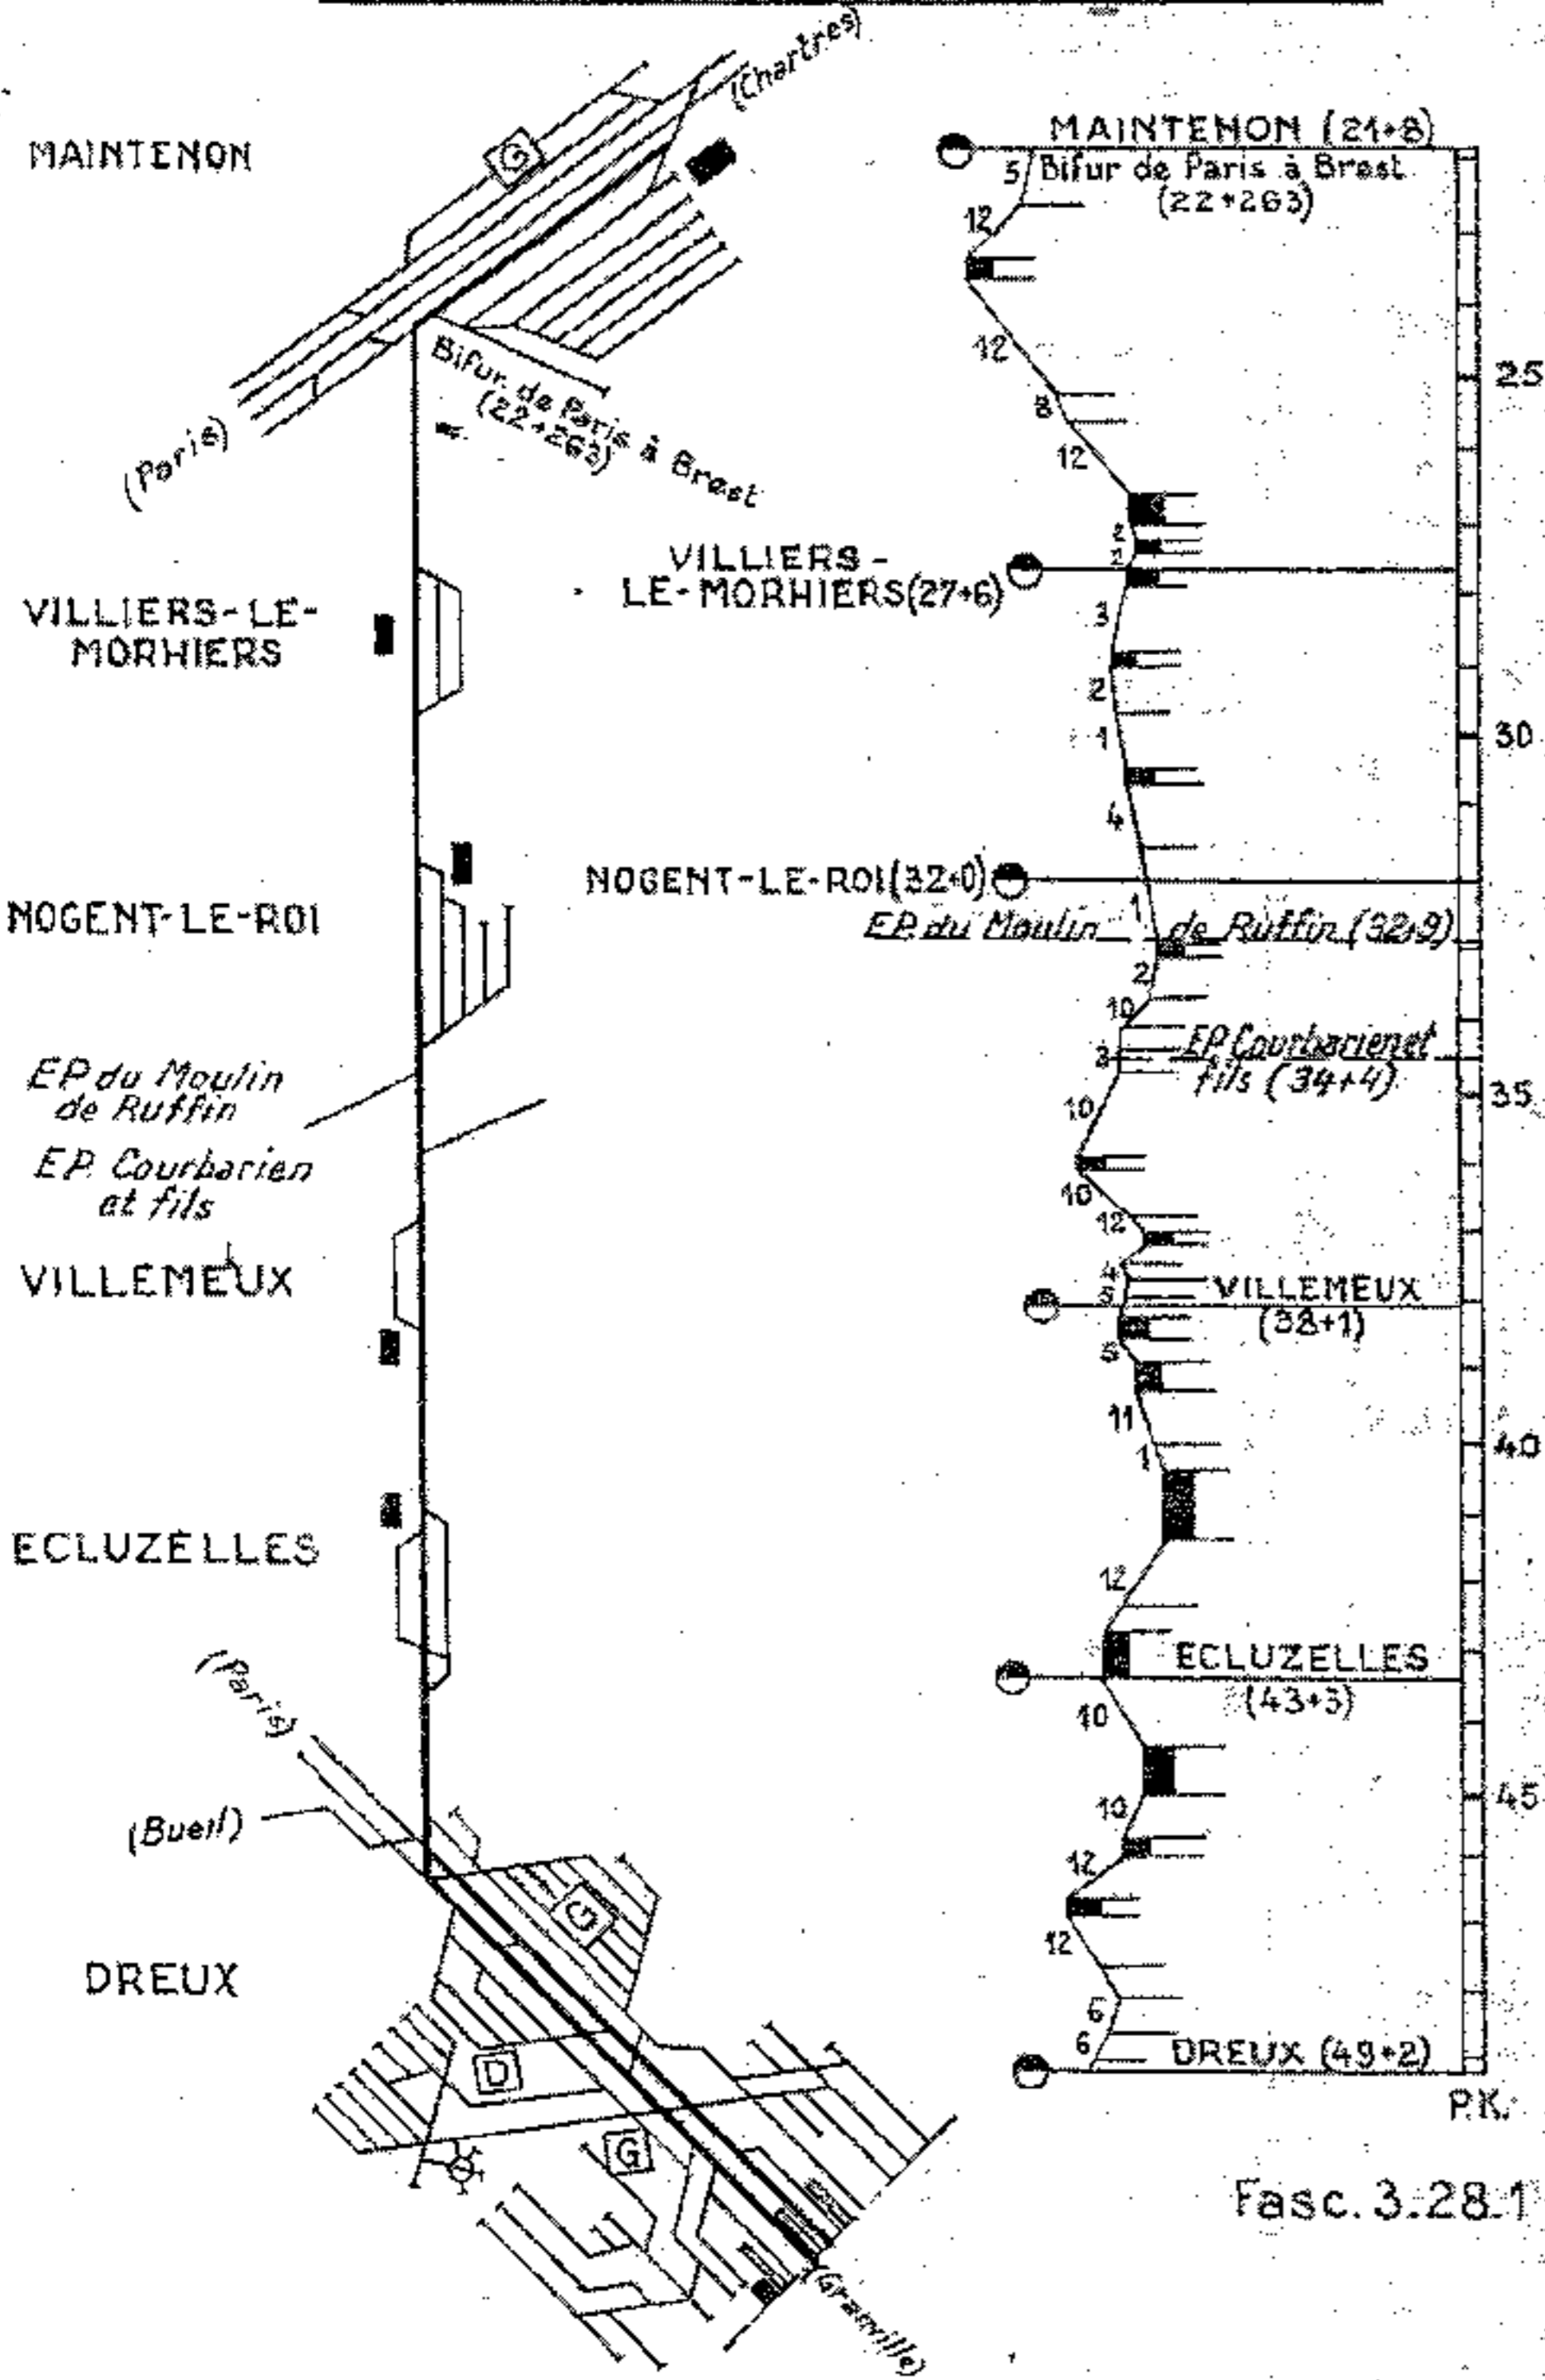 (Chartres)
MAINTENON
G
Bifur. de Paris à Brest
(22+263)
(Paris)
VILLIERS-LE-
MORHIERS
NOGENT-LE-ROI
EP. du Moulin
de Ruffin
EP. Courbarien
et fils
VILLEMEUX
ECLUZELLES
(Paris)
(Bueil)
G
DREUX
D
G
(Granville)
MAINTENON (21+8)
5
Bifur de Paris à Brest
(22+263)
12
12
25
8
12
2
2
VILLIERS-
LE-MORHIERS(27+6)
3
2
1
30
4
NOGENT-LE-ROI(32+0)
1
EP. du Moulin de Ruffin (32+9)
2
10
3
EP Courbarien et
fils (34+4)
35
10
10
12
4
5
VILLEMEUX
(38+1)
11
1
40
12
ECLUZELLES
(43+3)
10
45
10
12
12
6
6
DREUX (49+2)
P.K.
Fasc. 3.28.1